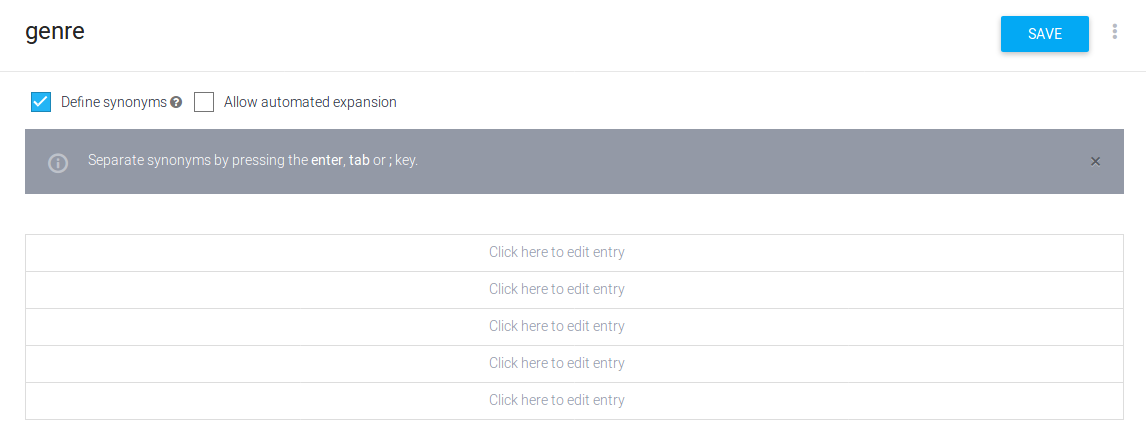 genre
SAVE
Define synonyms ? Allow automated expansion
Separate synonyms by pressing the enter, tab or ; key.
Click here to edit entry
Click here to edit entry
Click here to edit entry
Click here to edit entry
Click here to edit entry